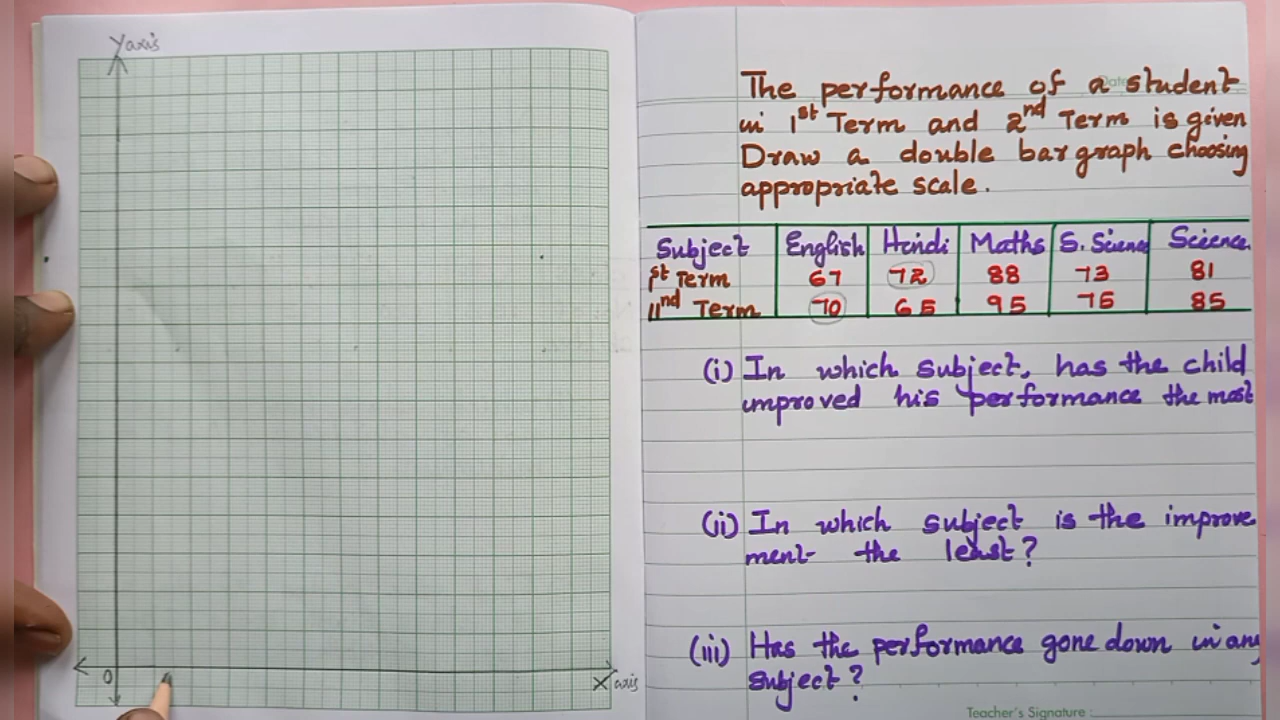 Y axis
0
X axis
The performance of a student
in 1st Term and 2nd Term is given
Draw a double bar graph choosing
appropriate scale.
Subject English Hindi Maths S. Science Science
Ist Term 67 72 88 73 81
IInd Term 70 65 95 75 85
(i) In which subject, has the child
improved his performance the most
(ii) In which subject is the improve
ment the least?
(iii) Has the performance gone down in any
subject?
Teacher's Signature :